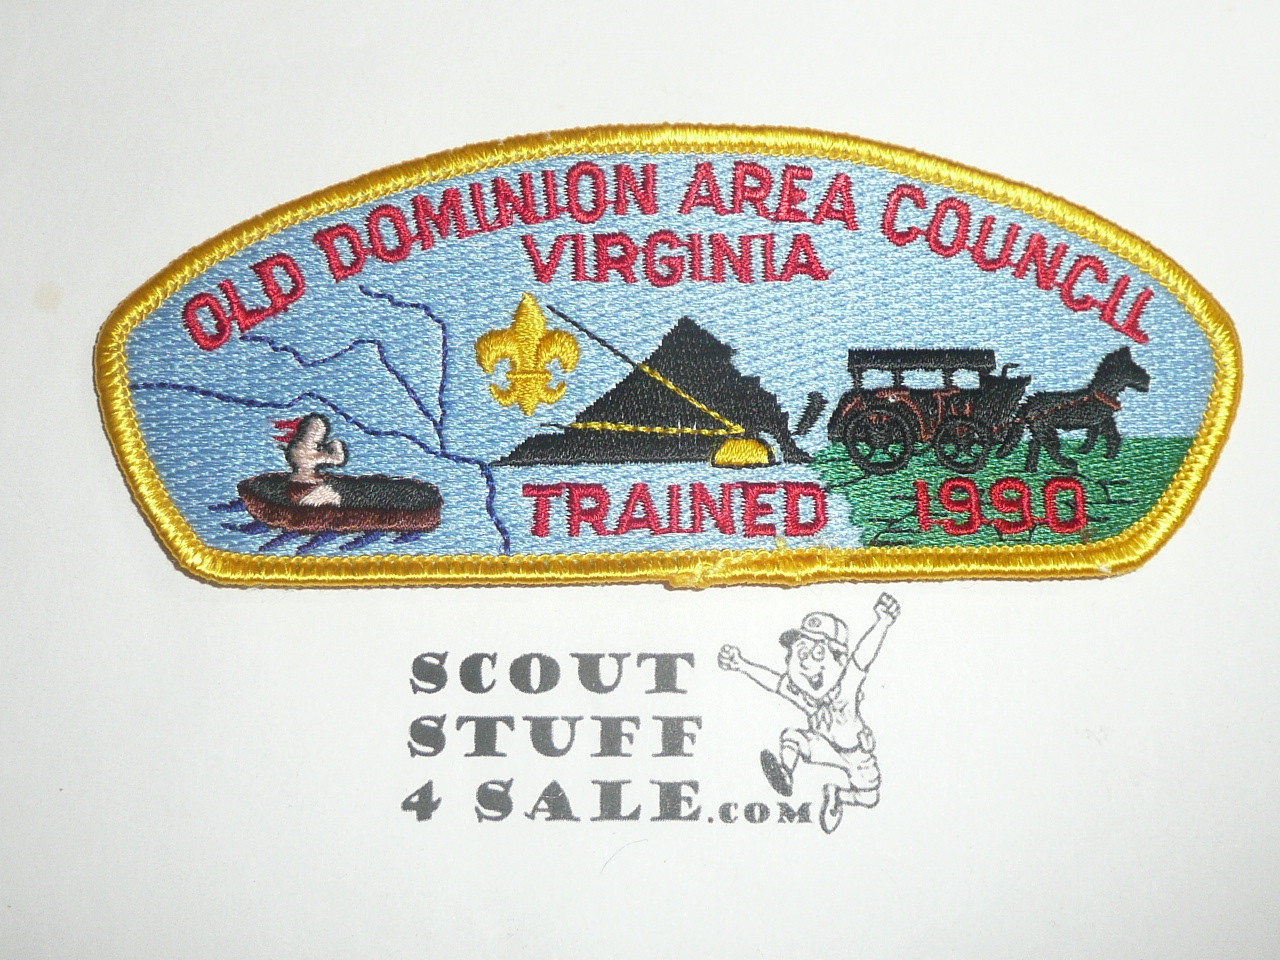 OLD DOMINION AREA COUNCIL
VIRGINIA
TRAINED 1990
SCOUT
STUFF
4 SALE.COM